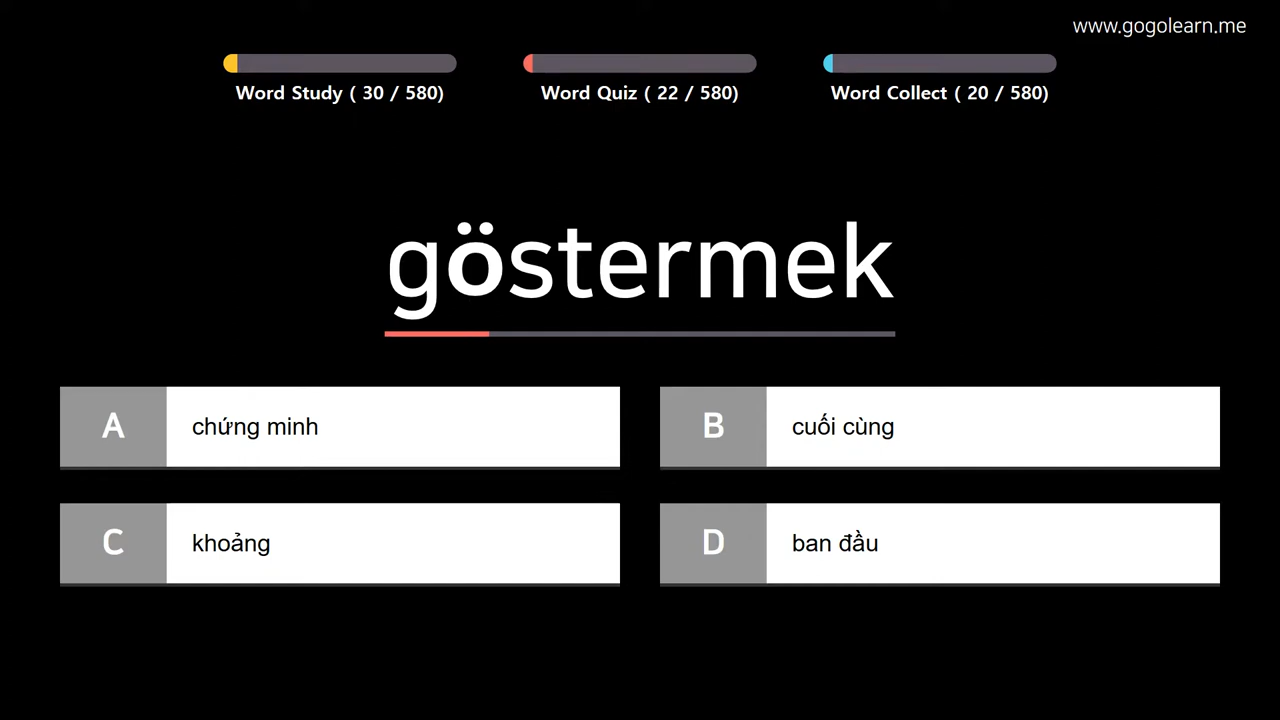 www.gogolearn.me
Word Study ( 30 / 580)
Word Quiz ( 22 / 580)
Word Collect ( 20 / 580)
göstermek
A chứng minh
B cuối cùng
C khoảng
D ban đầu